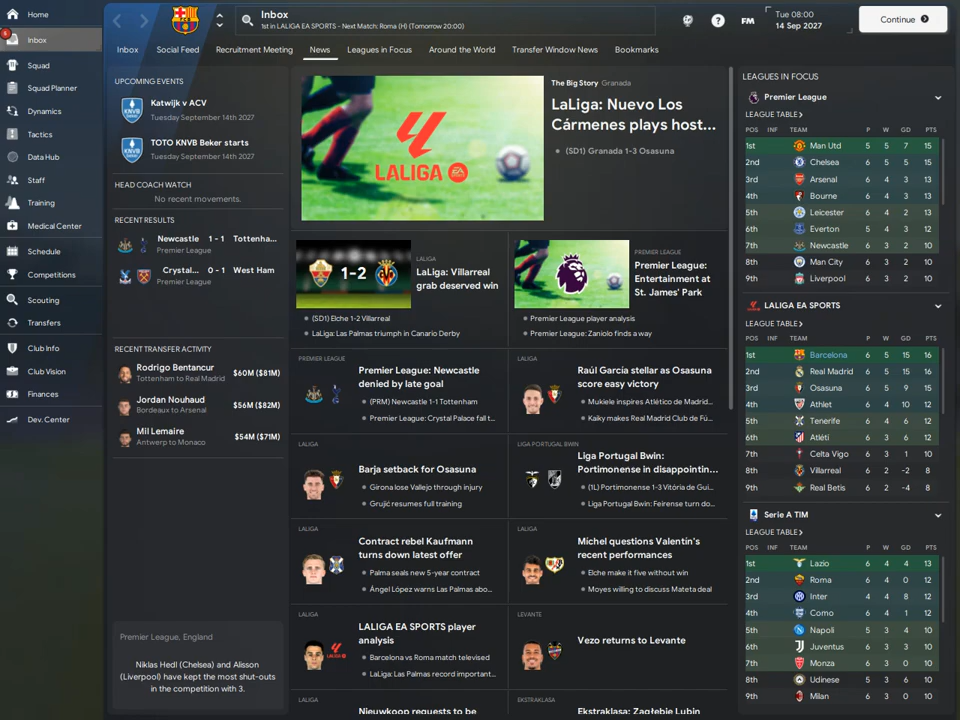 Home
6
Inbox
Squad
Squad Planner
Dynamics
Tactics
Data Hub
Staff
Training
Medical Center
Schedule
Competitions
Scouting
Transfers
Club Info
Club Vision
Finances
Dev. Center
Inbox
1st in LALIGA EA SPORTS - Next Match: Roma (H) (Tomorrow 20:00)
?
FM
Tue 08:00
14 Sep 2027
Continue
Inbox
Social Feed
Recruitment Meeting
News
Leagues in Focus
Around the World
Transfer Window News
Bookmarks
UPCOMING EVENTS
Katwijk v ACV
Tuesday September 14th 2027
TOTO KNVB Beker starts
Tuesday September 14th 2027
HEAD COACH WATCH
No recent movements.
RECENT RESULTS
Newcastle 1 - 1 Tottenha...
Premier League
Crystal... 0 - 1 West Ham
Premier League
RECENT TRANSFER ACTIVITY
Rodrigo Bentancur
Tottenham to Real Madrid
$60M ($81M)
Jordan Nouhaud
Bordeaux to Arsenal
$56M ($82M)
Mil Lemaire
Antwerp to Monaco
$54M ($71M)
Premier League, England
Niklas Hedl (Chelsea) and Alisson
(Liverpool) have kept the most shut-outs
in the competition with 3.
LALIGA
The Big Story Granada
LaLiga: Nuevo Los
Cármenes plays host...
(SD1) Granada 1-3 Osasuna
1-2
LALIGA
LaLiga: Villarreal
grab deserved win
(SD1) Elche 1-2 Villarreal
LaLiga: Las Palmas triumph in Canario Derby
PREMIER LEAGUE
Premier League:
Entertainment at
St. James' Park
Premier League player analysis
Premier League: Zaniolo finds a way
PREMIER LEAGUE
Premier League: Newcastle
denied by late goal
(PRM) Newcastle 1-1 Tottenham
Premier League: Crystal Palace fall t...
LALIGA
Raúl García stellar as Osasuna
score easy victory
Mukiele inspires Atlético de Madrid...
Kaiky makes Real Madrid Club de Fú...
LALIGA
Barja setback for Osasuna
Girona lose Vallejo through injury
Grujić resumes full training
LIGA PORTUGAL BWIN
Liga Portugal Bwin:
Portimonense in disappointin...
(1L) Portimonense 1-3 Vitória de Gui...
Liga Portugal Bwin: Feirense turn do...
LALIGA
Contract rebel Kaufmann
turns down latest offer
Palma seals new 5-year contract
Ángel López warns Las Palmas abo...
LALIGA
Míchel questions Valentín's
recent performances
Elche make it five without win
Moyes willing to discuss Mateta deal
LALIGA
LALIGA EA SPORTS player
analysis
Barcelona vs Roma match televised
LaLiga: Las Palmas record important...
LEVANTE
Vezo returns to Levante
LALIGA
Nieuwkoop requests to be
EKSTRAKLASA
Ekstraklasa: Zagłębie Lubin
LEAGUES IN FOCUS
Premier League
LEAGUE TABLE
POS INF TEAM P W GD PTS
1st Man Utd 5 5 7 15
2nd Chelsea 6 5 5 15
3rd Arsenal 6 4 3 13
4th Bourne 6 4 3 13
5th Leicester 6 4 2 13
6th Everton 5 4 3 12
7th Newcastle 6 3 2 10
8th Man City 6 3 2 10
9th Liverpool 6 3 2 10
LALIGA EA SPORTS
LEAGUE TABLE
POS INF TEAM P W GD PTS
1st Barcelona 6 5 15 16
2nd Real Madrid 6 5 15 16
3rd Osasuna 6 5 9 15
4th Athlet 6 4 10 12
5th Tenerife 6 4 6 12
6th Atléti 6 3 6 12
7th Celta Vigo 6 3 1 10
8th Villarreal 6 2 -2 8
9th Real Betis 6 2 -4 8
Serie A TIM
LEAGUE TABLE
POS INF TEAM P W GD PTS
1st Lazio 6 4 4 13
2nd Roma 6 4 0 12
3rd Inter 4 4 8 12
4th Como 6 4 1 12
5th Napoli 5 3 4 10
6th Juventus 6 3 3 10
7th Monza 6 3 0 10
8th Udinese 5 3 6 10
9th Milan 6 3 0 10